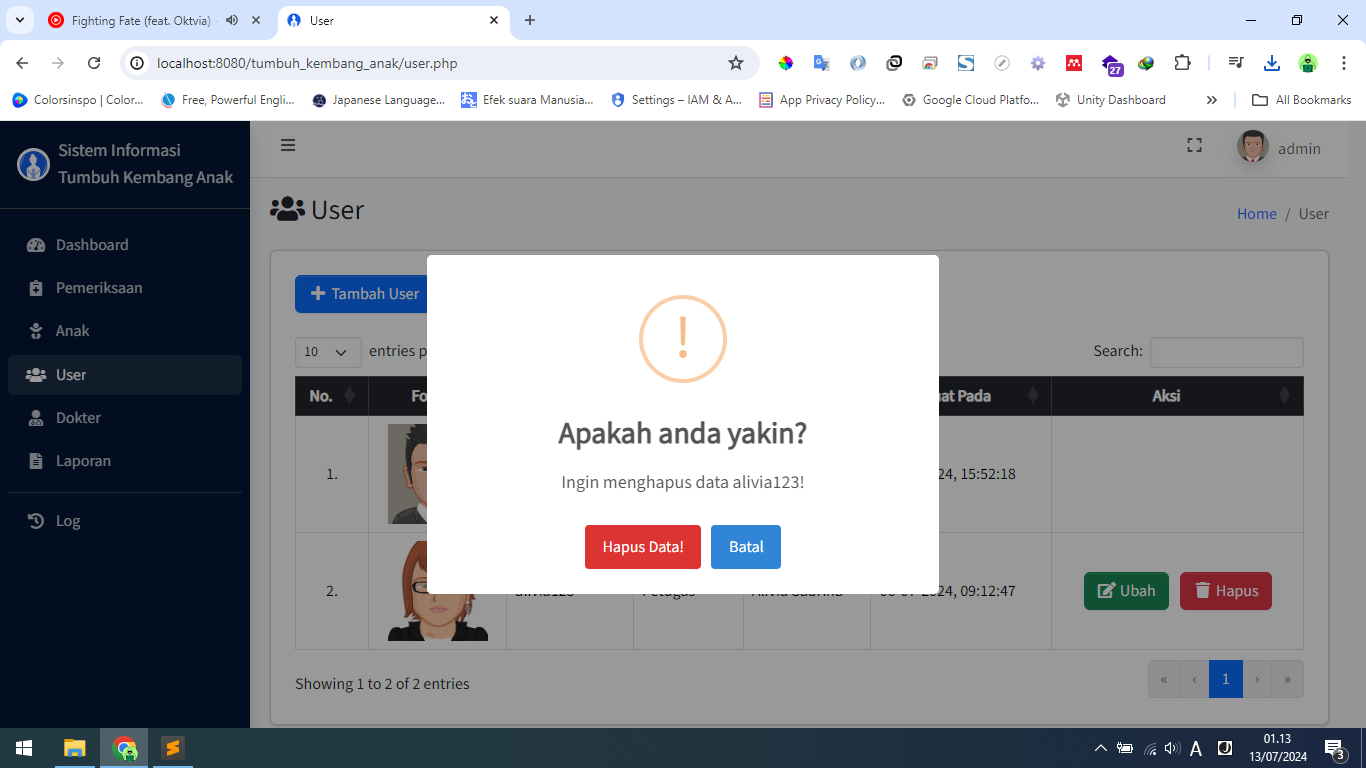 Fighting Fate (feat. Oktvia) -
User
localhost:8080/tumbuh_kembang_anak/user.php
27
Colorsinspo | Color...
Free, Powerful Engli...
Japanese Language...
Efek suara Manusia...
Settings – IAM & A...
App Privacy Policy...
Google Cloud Platfo...
Unity Dashboard
»
All Bookmarks
Sistem Informasi
Tumbuh Kembang Anak
admin
User
Home / User
Dashboard
Pemeriksaan
Anak
User
Dokter
Laporan
Log
Tambah User
10 entries p
Search:
No. Fo at Pada Aksi
1. 24, 15:52:18
!
Apakah anda yakin?
Ingin menghapus data alivia123!
Hapus Data! Batal
2. alivia123 Petugas Alivia Sabrina 2024, 09:12:47 Ubah Hapus
Showing 1 to 2 of 2 entries
« ‹ 1 › »
A
01.13
13/07/2024
3